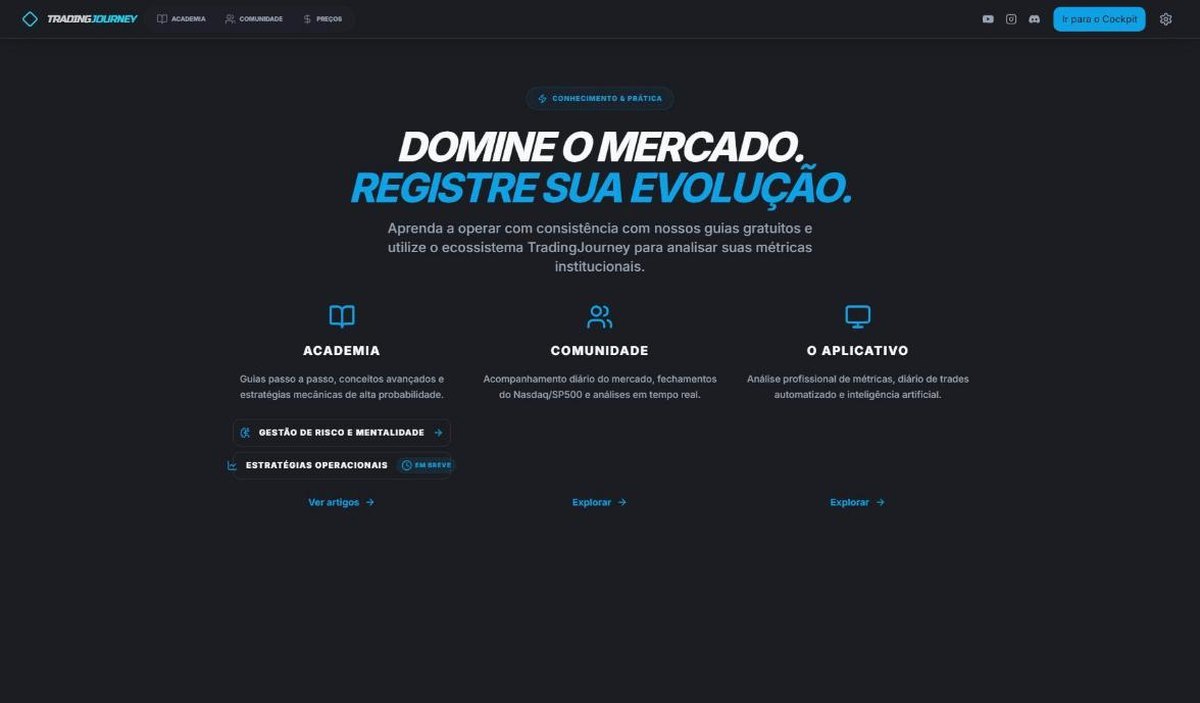 TRADINGJOURNEY ACADEMIA COMUNIDADE PREÇOS Ir para o Cockpit
CONHECIMENTO & PRÁTICA
DOMINE O MERCADO.
REGISTRE SUA EVOLUÇÃO.
Aprenda a operar com consistência com nossos guias gratuitos e
utilize o ecossistema TradingJourney para analisar suas métricas
institucionais.
ACADEMIA
Guias passo a passo, conceitos avançados e
estratégias mecânicas de alta probabilidade.
GESTÃO DE RISCO E MENTALIDADE
ESTRATÉGIAS OPERACIONAIS EM BREVE
Ver artigos
COMUNIDADE
Acompanhamento diário do mercado, fechamentos
do Nasdaq/SP500 e análises em tempo real.
Explorar
O APLICATIVO
Análise profissional de métricas, diário de trades
automatizado e inteligência artificial.
Explorar